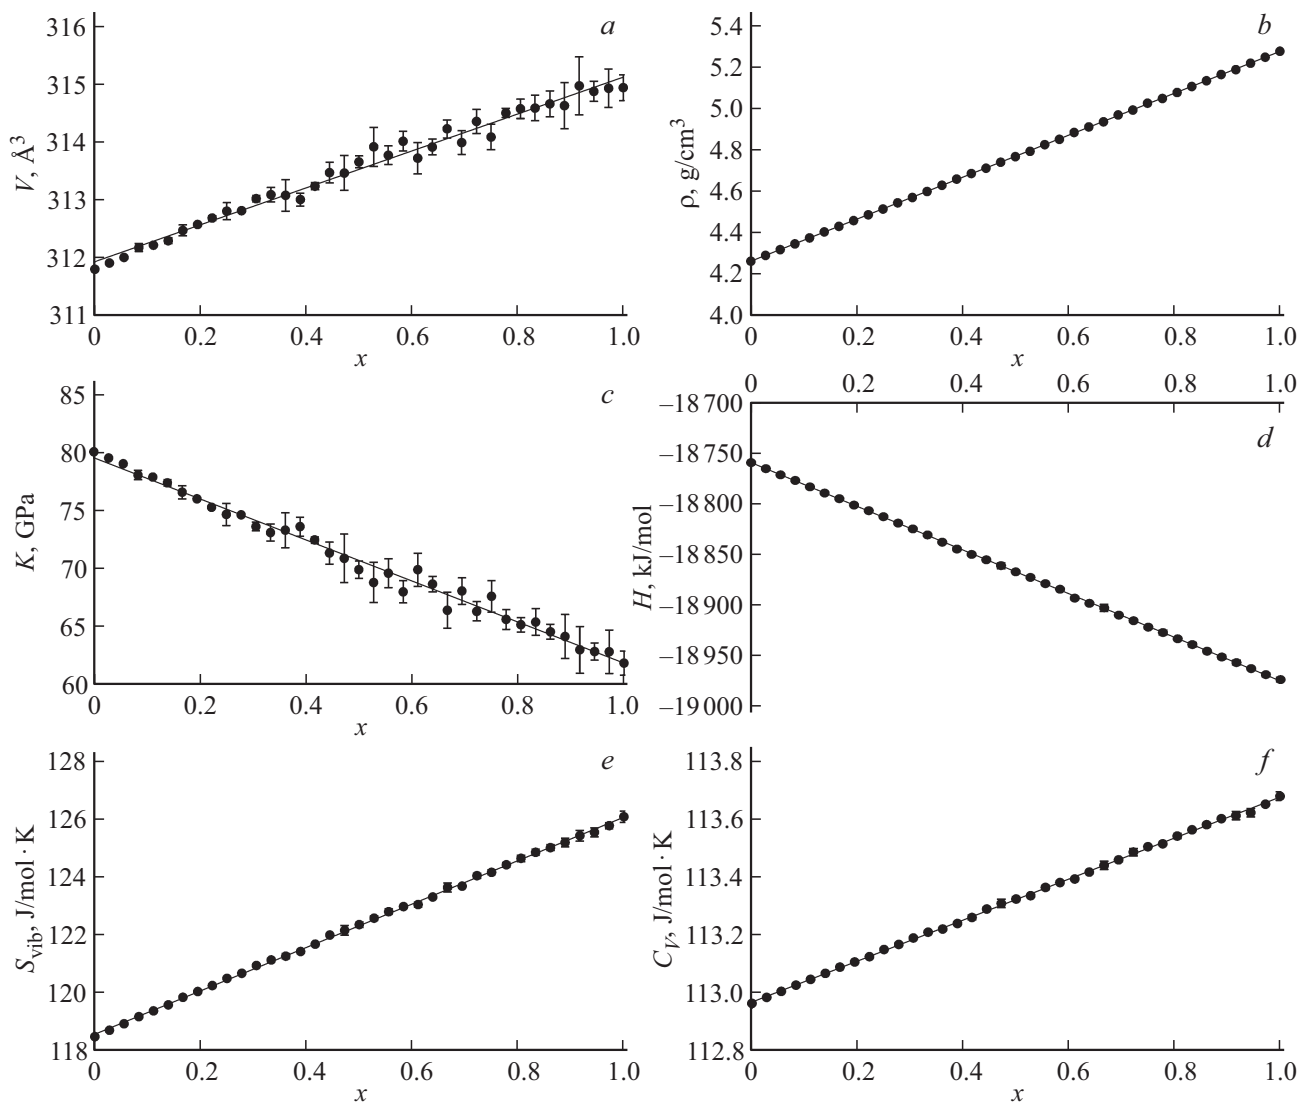 a
316
315
314
313
312
311
V, Å³
0 0.2 0.4 0.6 0.8 1.0
x
b
5.4
5.2
5.0
4.8
4.6
4.4
4.2
4.0
ρ, g/cm³
0 0.2 0.4 0.6 0.8 1.0
x
c
85
80
75
70
65
60
K, GPa
0 0.2 0.4 0.6 0.8 1.0
x
0 0.2 0.4 0.6 0.8 1.0
d
–18 700
–18 750
–18 800
–18 850
–18 900
–18 950
–19 000
H, kJ/mol
e
128
126
124
122
120
118
S_vib, J/mol · K
0 0.2 0.4 0.6 0.8 1.0
x
f
113.8
113.6
113.4
113.2
113.0
112.8
C_V, J/mol · K
0 0.2 0.4 0.6 0.8 1.0
x